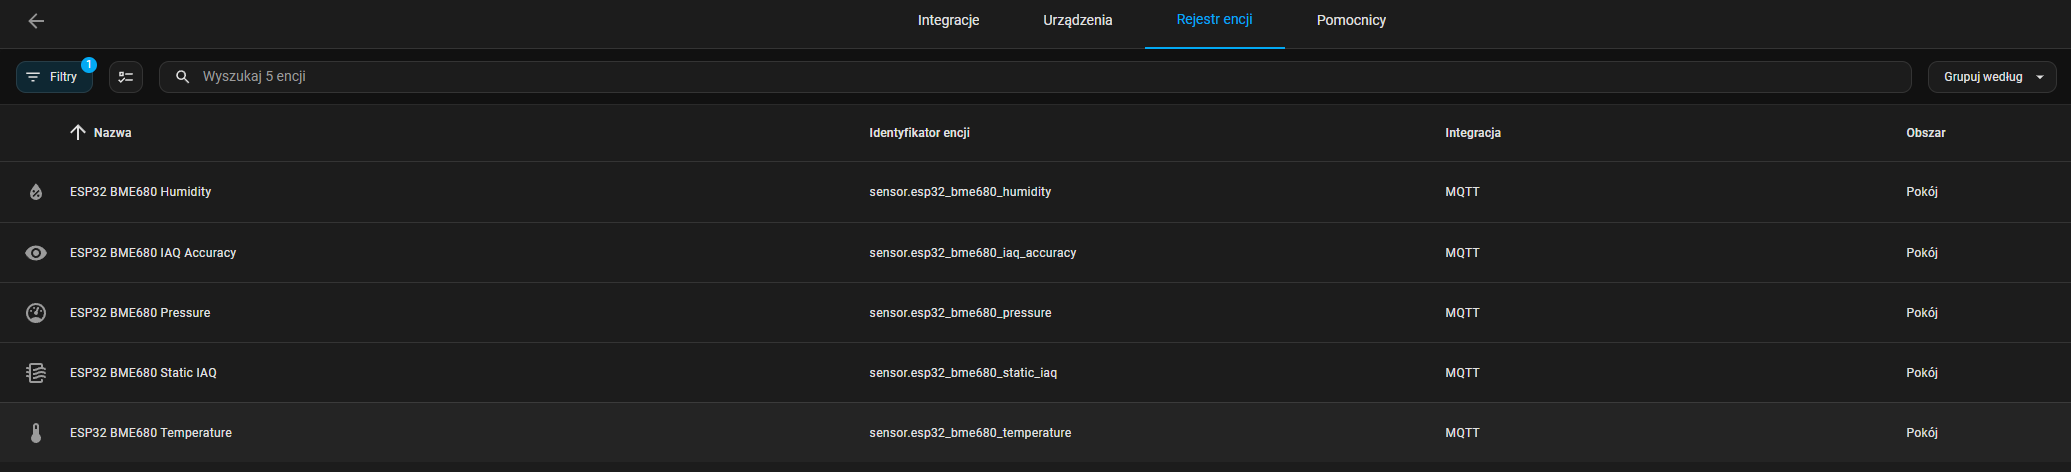 Integracje Urządzenia Rejestr encji Pomocnicy
Filtry 1 Wyszukaj 5 encji Grupuj według
Nazwa Identyfikator encji Integracja Obszar
ESP32 BME680 Humidity sensor.esp32_bme680_humidity MQTT Pokój
ESP32 BME680 IAQ Accuracy sensor.esp32_bme680_iaq_accuracy MQTT Pokój
ESP32 BME680 Pressure sensor.esp32_bme680_pressure MQTT Pokój
ESP32 BME680 Static IAQ sensor.esp32_bme680_static_iaq MQTT Pokój
ESP32 BME680 Temperature sensor.esp32_bme680_temperature MQTT Pokój